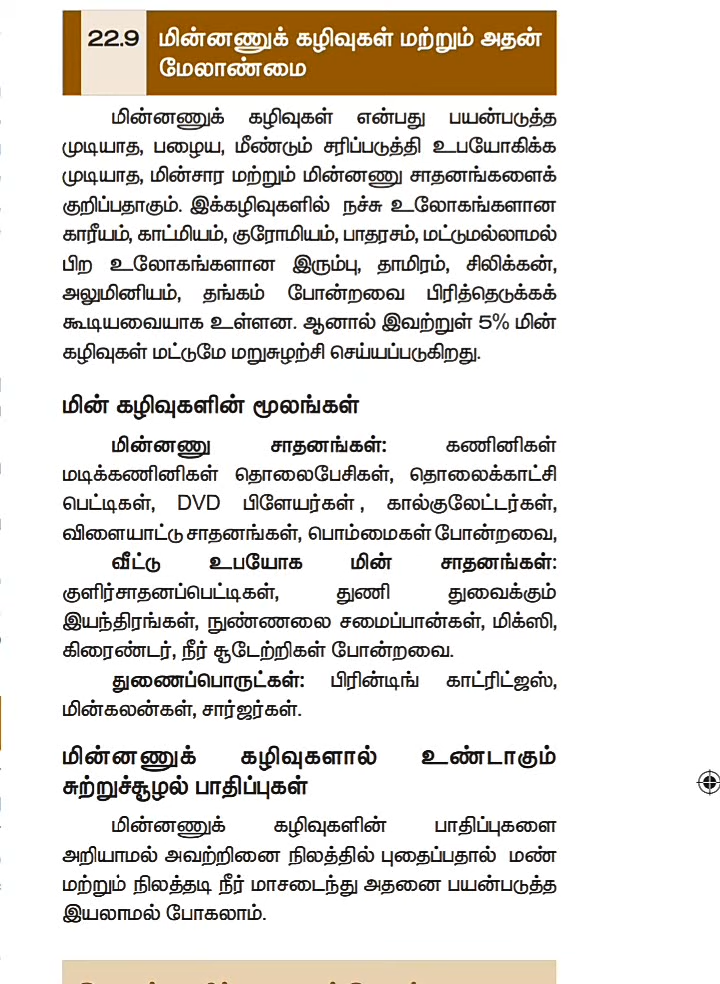 22.9 மின்னணுக் கழிவுகள் மற்றும் அதன்
மேலாண்மை
மின்னணுக் கழிவுகள் என்பது பயன்படுத்த
முடியாத, பழைய, மீண்டும் சரிப்படுத்தி உபயோகிக்க
முடியாத, மின்சார மற்றும் மின்னணு சாதனங்களைக்
குறிப்பதாகும். இக்கழிவுகளில் நச்சு உலோகங்களான
காரீயம், காட்மியம், குரோமியம், பாதரசம், மட்டுமல்லாமல்
பிற உலோகங்களான இரும்பு, தாமிரம், சிலிக்கன்,
அலுமினியம், தங்கம் போன்றவை பிரித்தெடுக்கக்
கூடியவையாக உள்ளன. ஆனால் இவற்றுள் 5% மின்
கழிவுகள் மட்டுமே மறுசுழற்சி செய்யப்படுகிறது.
மின் கழிவுகளின் மூலங்கள்
மின்னணு சாதனங்கள்: கணினிகள்
மடிக்கணினிகள் தொலைபேசிகள், தொலைக்காட்சி
பெட்டிகள், DVD பிளேயர்கள் , கால்குலேட்டர்கள்,
விளையாட்டு சாதனங்கள், பொம்மைகள் போன்றவை,
வீட்டு உபயோக மின் சாதனங்கள்:
குளிர்சாதனப்பெட்டிகள், துணி துவைக்கும்
இயந்திரங்கள், நுண்ணலை சமைப்பான்கள், மிக்ஸி,
கிரைண்டர், நீர் சூடேற்றிகள் போன்றவை.
துணைப்பொருட்கள்: பிரின்டிங் காட்ரிட்ஜஸ்,
மின்கலன்கள், சார்ஜர்கள்.
மின்னணுக் கழிவுகளால் உண்டாகும்
சுற்றுச்சூழல் பாதிப்புகள்
மின்னணுக் கழிவுகளின் பாதிப்புகளை
அறியாமல் அவற்றினை நிலத்தில் புதைப்பதால் மண்
மற்றும் நிலத்தடி நீர் மாசடைந்து அதனை பயன்படுத்த
இயலாமல் போகலாம்.